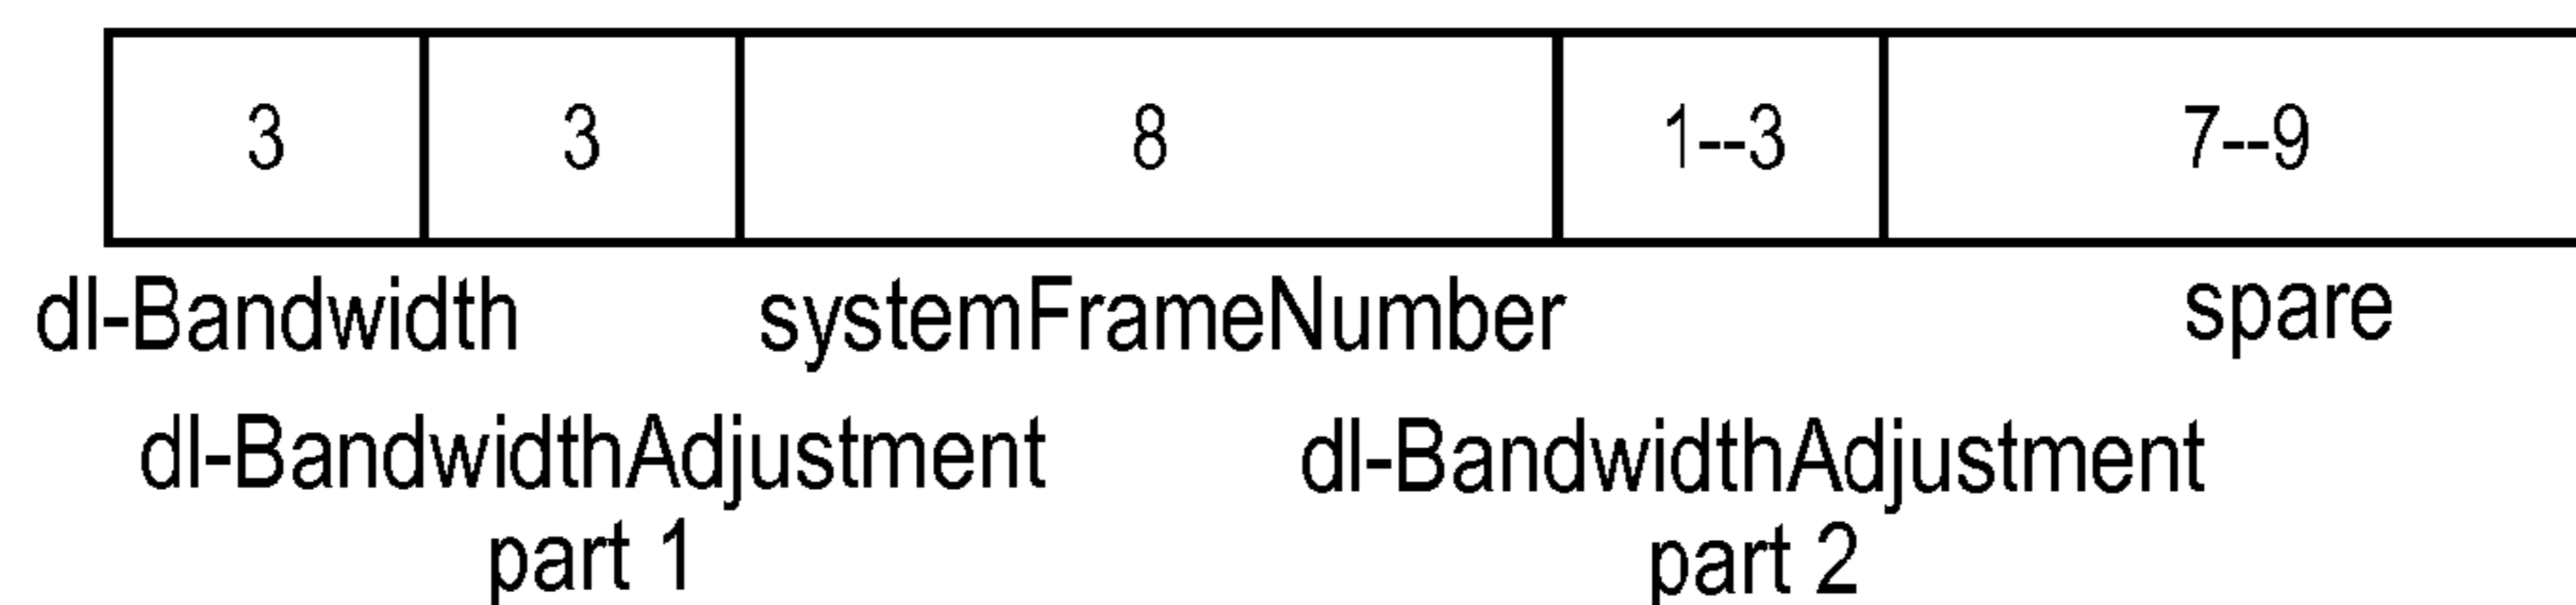 3 3 8 1--3 7--9
dl-Bandwidth systemFrameNumber spare
dl-BandwidthAdjustment dl-BandwidthAdjustment
part 1 part 2